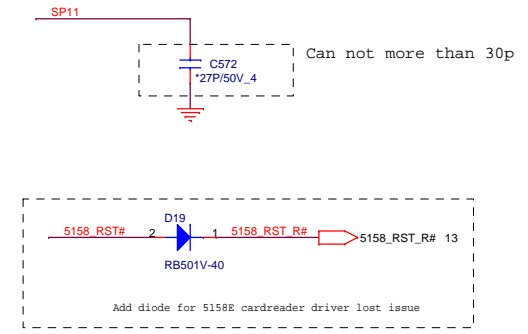 SP11
Can not more than 30p
C572
*27P/50V_4
D19
5158_RST# 2 1 5158_RST_R# 5158_RST_R# 13
RB501V-40
Add diode for 5158E cardreader driver lost issue